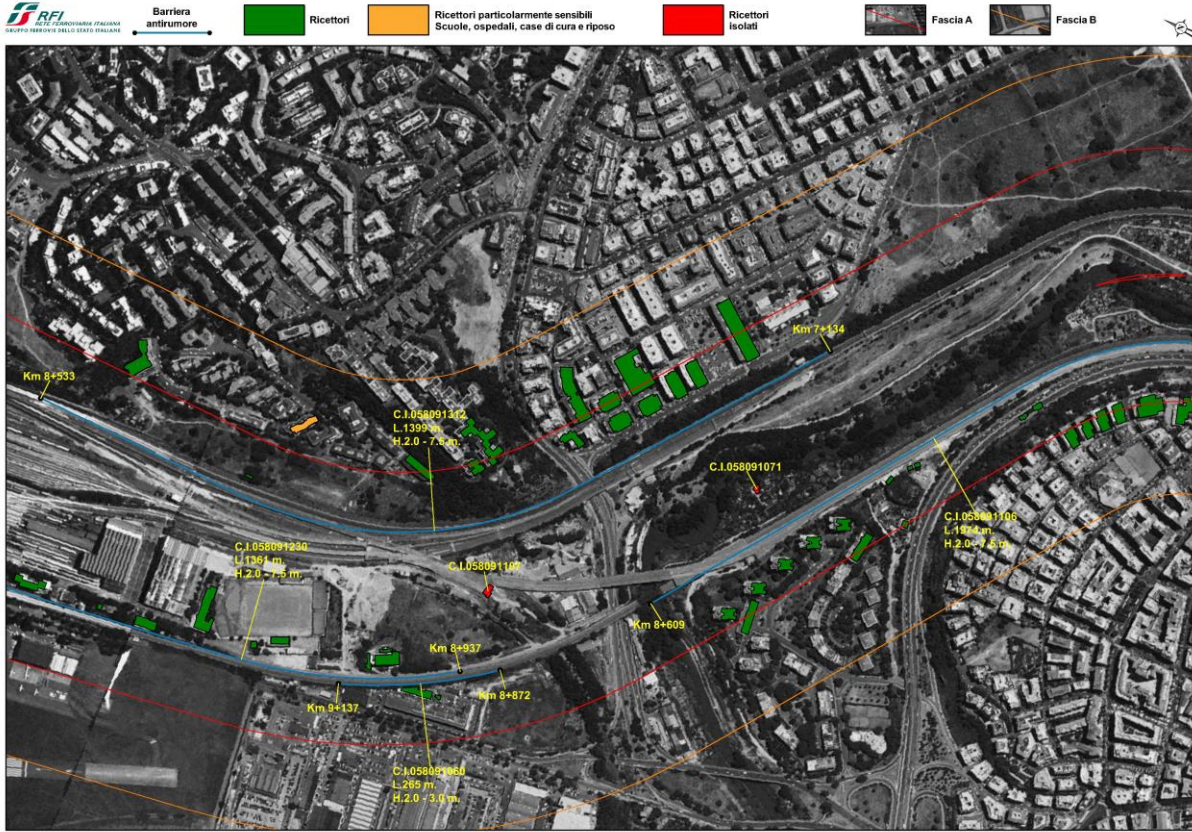 RFI
RETE FERROVIARIA ITALIANA
GRUPPO FERROVIE DELLO STATO ITALIANE
Barriera
antirumore
Ricettori
Ricettori particolarmente sensibili
Scuole, ospedali, case di cura e riposo
Ricettori
isolati
Fascia A
Fascia B
Km 7+134
Km 8+533
C.I.058091312
L.1399 m.
H.2.0 - 7.5 m.
C.I.058091071
C.I.058091106
L.1974 m.
H.2.0 - 7.5 m.
C.I.058091230
L.1361 m.
H.2.0 - 7.5 m.
C.I.058091107
Km 8+609
Km 8+937
Km 8+872
Km 9+137
C.I.058091060
L.265 m.
H.2.0 - 3.0 m.